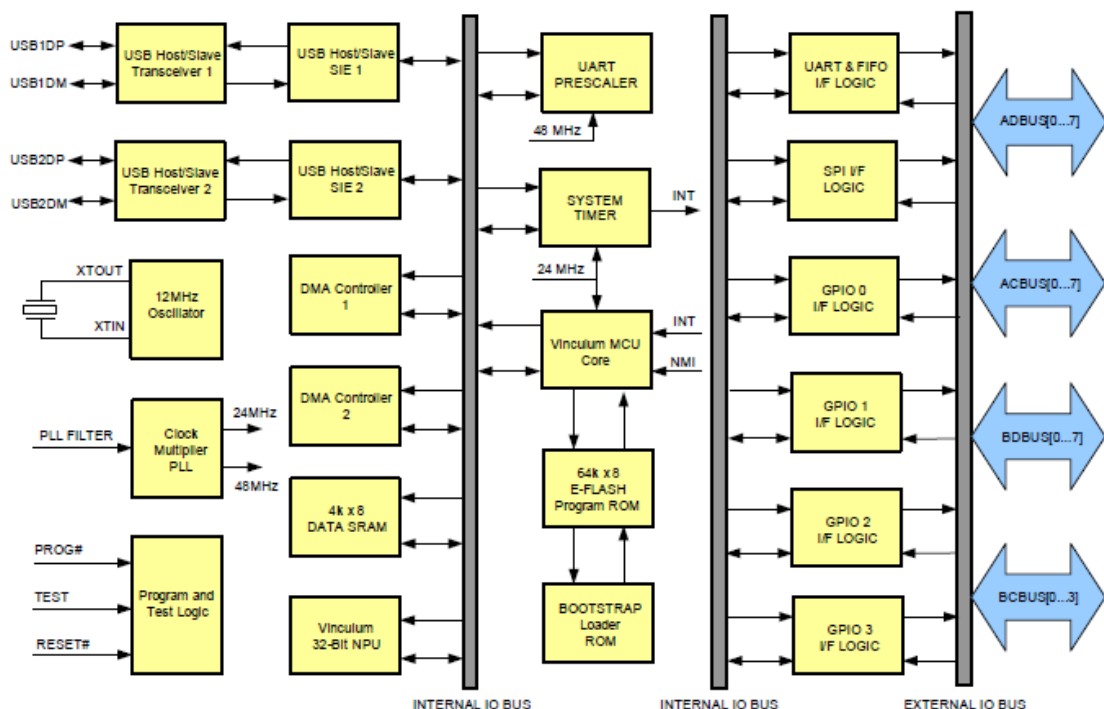 USB1DP
USB1DM
USB Host/Slave
Transceiver 1
USB Host/Slave
SIE 1
USB2DP
USB2DM
USB Host/Slave
Transceiver 2
USB Host/Slave
SIE 2
XTOUT
XTIN
12MHz
Oscillator
DMA Controller
1
PLL FILTER
Clock
Multiplier
PLL
24MHz
48MHz
DMA Controller
2
4k x 8
DATA SRAM
PROG#
TEST
RESET#
Program and
Test Logic
Vinculum
32-Bit NPU
INTERNAL IO BUS
UART
PRESCALER
48 MHz
SYSTEM
TIMER
INT
24 MHz
Vinculum MCU
Core
INT
NMI
64k x 8
E-FLASH
Program ROM
BOOTSTRAP
Loader
ROM
INTERNAL IO BUS
UART & FIFO
I/F LOGIC
SPI I/F
LOGIC
GPIO 0
I/F LOGIC
GPIO 1
I/F LOGIC
GPIO 2
I/F LOGIC
GPIO 3
I/F LOGIC
EXTERNAL IO BUS
ADBUS[0...7]
ACBUS[0...7]
BDBUS[0...7]
BCBUS[0...3]